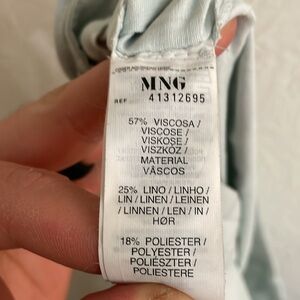 MNG
REF 41312695
57% VISCOSA /
VISCOSE /
VISKOSE /
VISZKÓZ /
MATERIAL
VÂSCOS
25% LINO / LINHO /
LIN / LINEN / LEINEN
/ LINNEN / LEN / IN /
HØR
18% POLIESTER /
POLYESTER /
POLIÉSZTER /
POLIESTERE